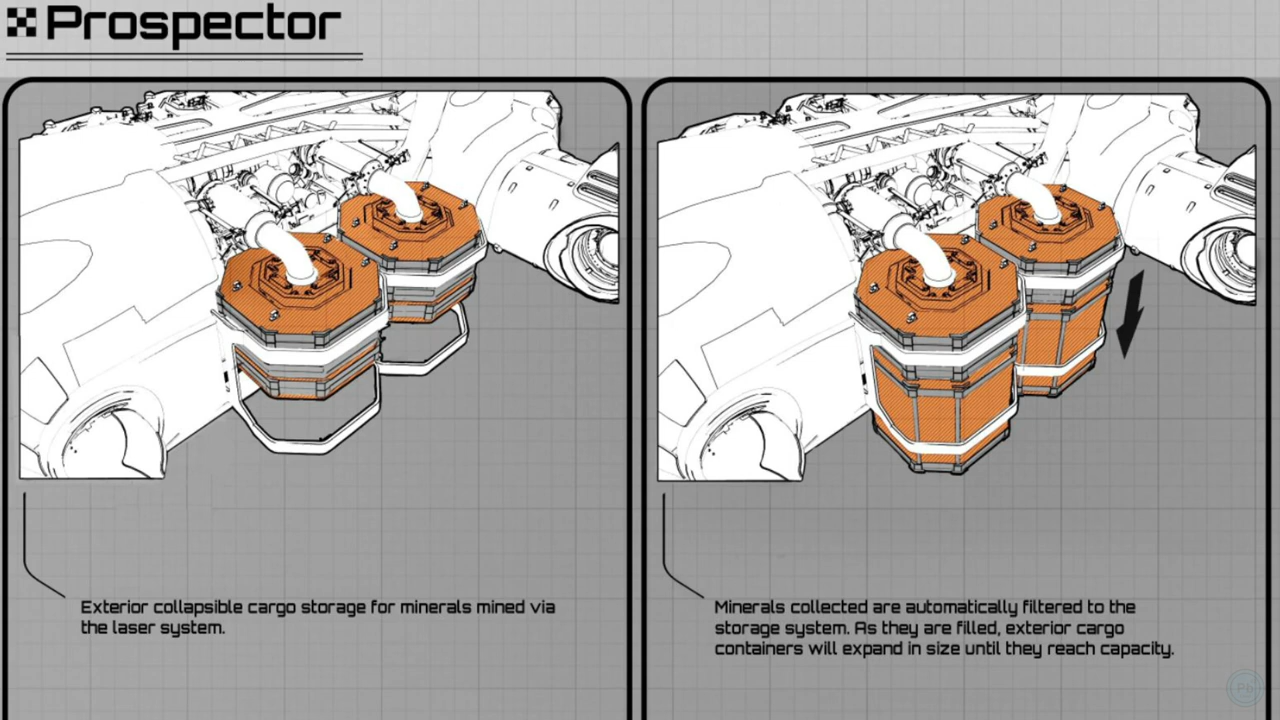 Prospector
Exterior collapsible cargo storage for minerals mined via
the laser system.
Minerals collected are automatically filtered to the
storage system. As they are filled, exterior cargo
containers will expand in size until they reach capacity.